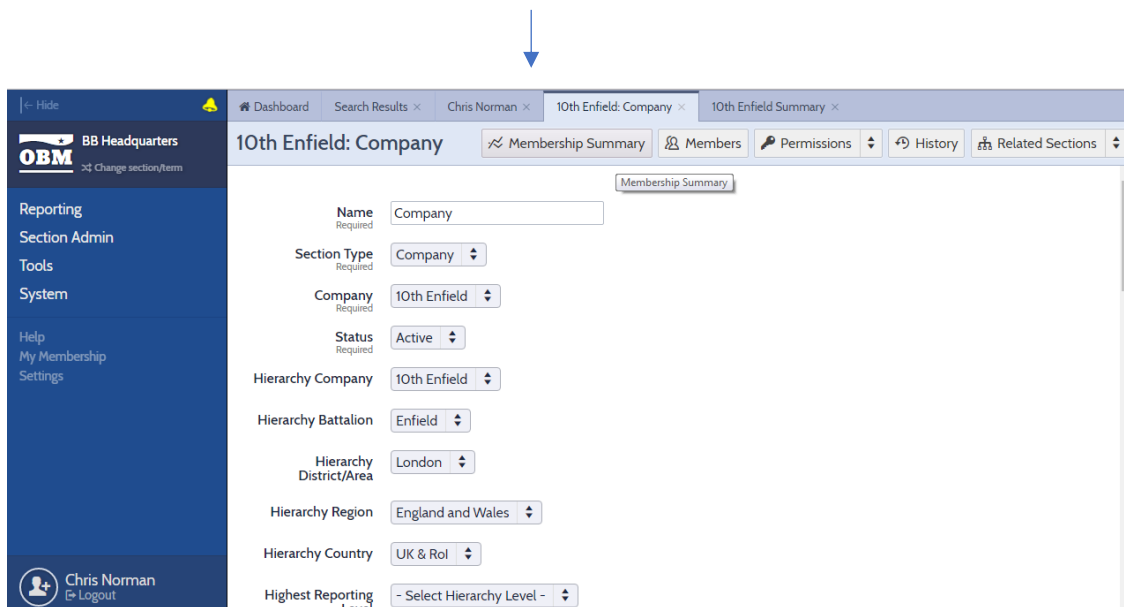 ← Hide
Dashboard
Search Results ×
Chris Norman ×
10th Enfield: Company ×
10th Enfield Summary ×
OBM
BB Headquarters
Change section/term
10th Enfield: Company
Membership Summary
Members
Permissions
History
Related Sections
Membership Summary
Reporting
Section Admin
Tools
System
Help
My Membership
Settings
Name
Required
Company
Section Type
Required
Company
Company
Required
10th Enfield
Status
Required
Active
Hierarchy Company
10th Enfield
Hierarchy Battalion
Enfield
Hierarchy
District/Area
London
Hierarchy Region
England and Wales
Hierarchy Country
UK & RoI
Highest Reporting
Level
- Select Hierarchy Level -
Chris Norman
Logout